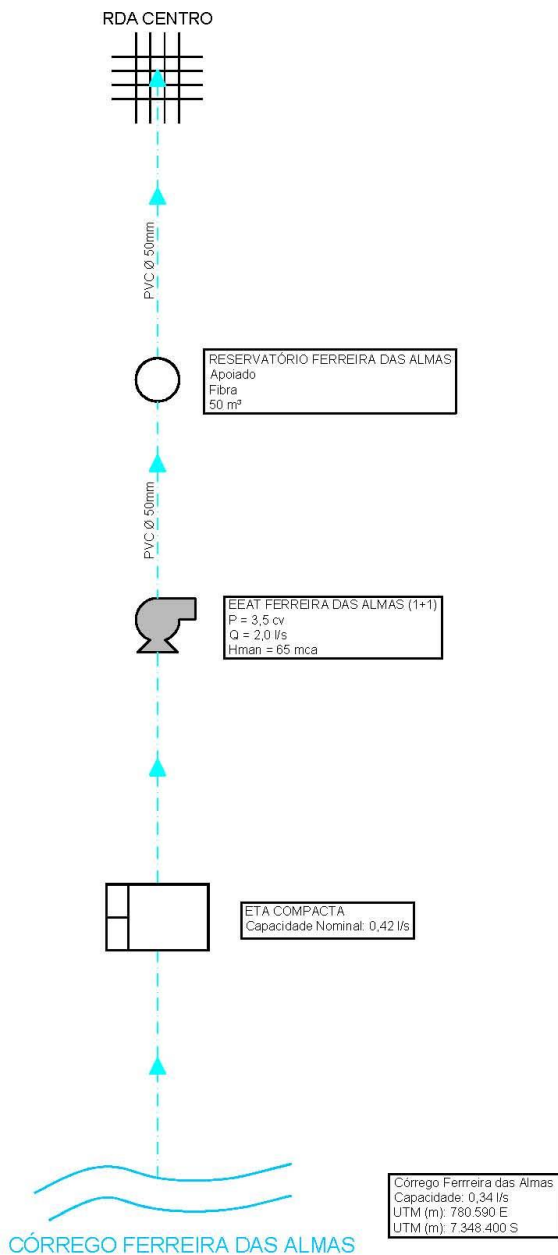 RDA CENTRO
PVC Ø 50mm
RESERVATÓRIO FERREIRA DAS ALMAS
Apoiado
Fibra
50 m³
PVC Ø 50mm
EEAT FERREIRA DAS ALMAS (1+1)
P = 3,5 cv
Q = 2,0 l/s
Hman = 65 mca
ETA COMPACTA
Capacidade Nominal: 0,42 l/s
Córrego Ferrreira das Almas
Capacidade: 0,34 l/s
UTM (m): 780.590 E
UTM (m): 7.348.400 S
CÓRREGO FERREIRA DAS ALMAS